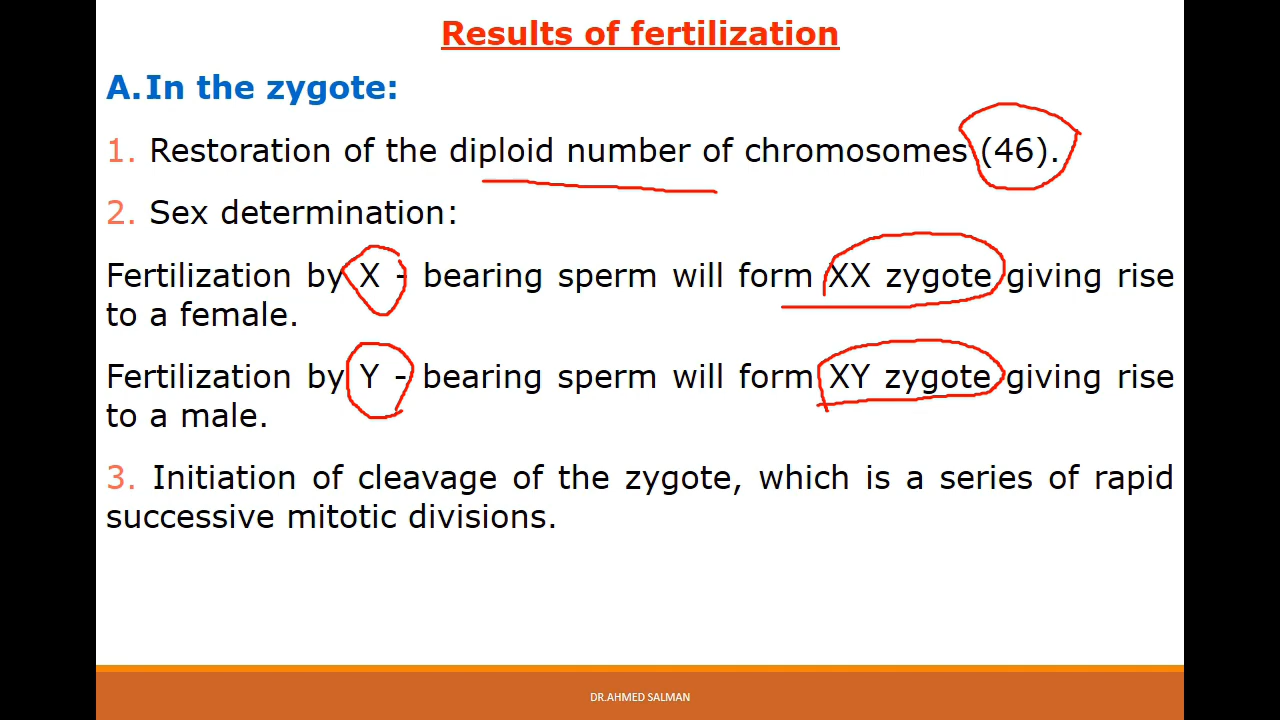 Results of fertilization
A.In the zygote:
1. Restoration of the diploid number of chromosomes (46).
2. Sex determination:
Fertilization by X - bearing sperm will form XX zygote giving rise
to a female.
Fertilization by Y - bearing sperm will form XY zygote giving rise
to a male.
3. Initiation of cleavage of the zygote, which is a series of rapid
successive mitotic divisions.
DR.AHMED SALMAN